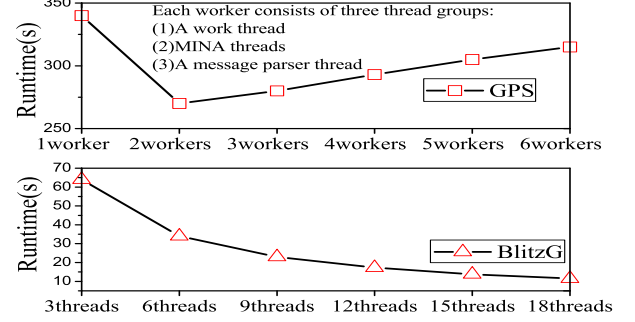 350
300
250
Runtime(s)
Each worker consists of three thread groups:
(1)A work thread
(2)MINA threads
(3)A message parser thread
GPS
1worker 2workers 3workers 4workers 5workers 6workers
70
60
50
40
30
20
10
Runtime(s)
BlitzG
3threads 6threads 9threads 12threads 15threads 18threads